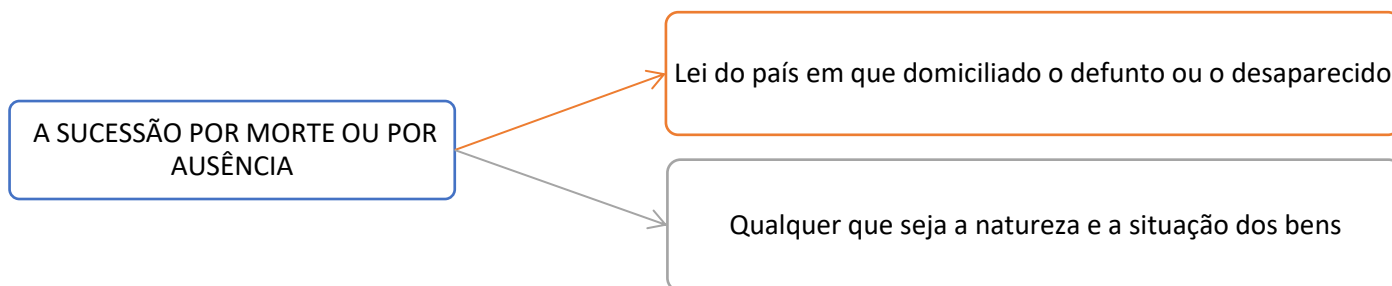 A SUCESSÃO POR MORTE OU POR
AUSÊNCIA
Lei do país em que domiciliado o defunto ou o desaparecido
Qualquer que seja a natureza e a situação dos bens